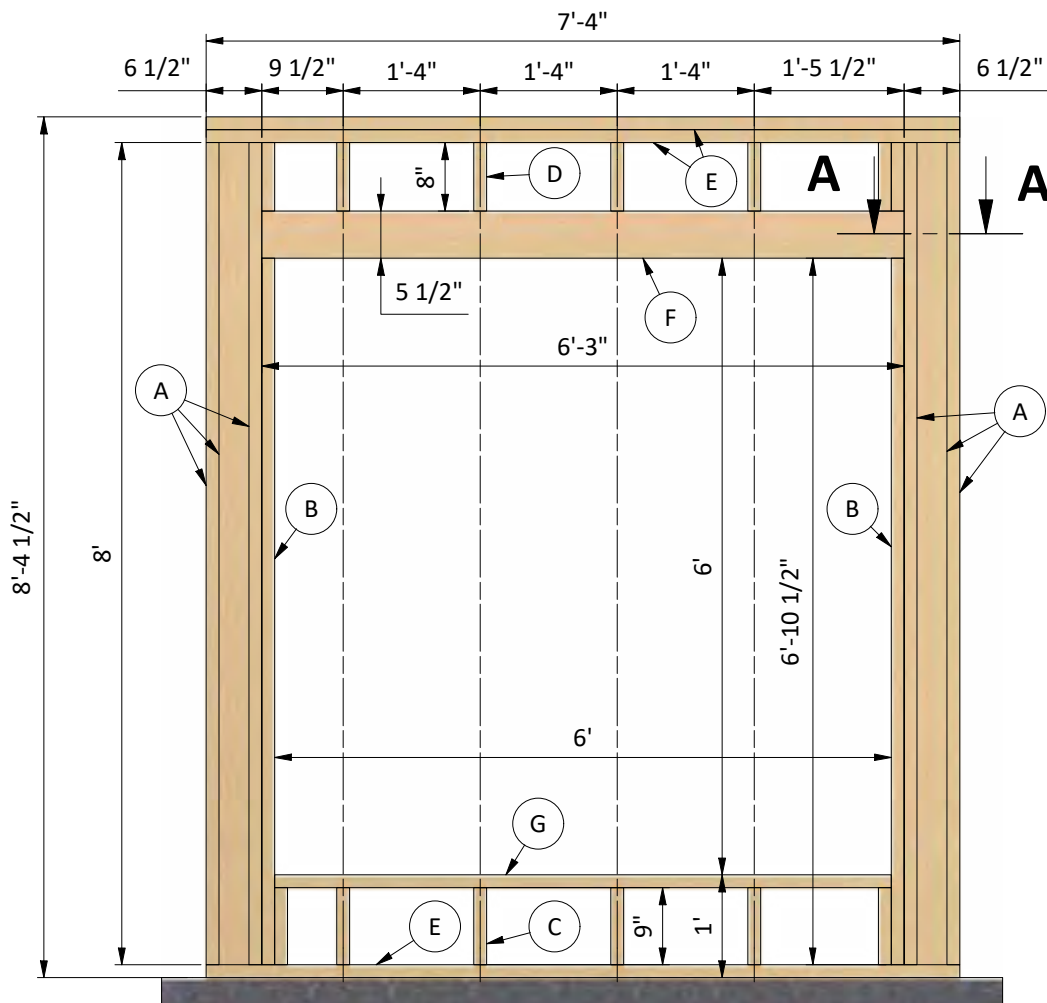 7'-4"
6 1/2" 9 1/2" 1'-4" 1'-4" 1'-4" 1'-5 1/2" 6 1/2"
8" D E A A
5 1/2" F
6'-3"
A A
B B
8'-4 1/2" 8' 6' 6'-10 1/2"
6'
G
E C 9" 1'